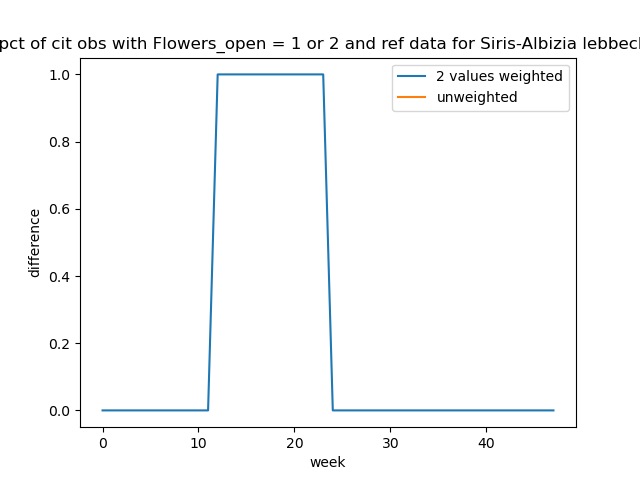 pct of cit obs with Flowers_open = 1 or 2 and ref data for Siris-Albizia lebbeck
2 values weighted
unweighted
1.0
0.8
0.6
0.4
0.2
0.0
difference
0 10 20 30 40
week